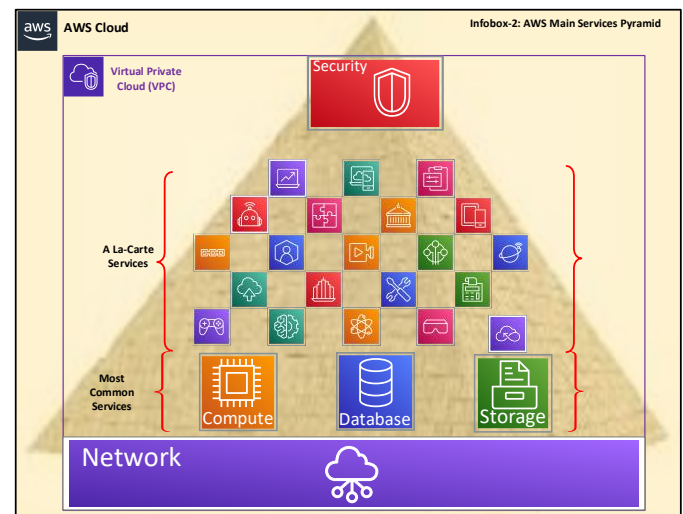 aws
AWS Cloud
Infobox-2: AWS Main Services Pyramid
Virtual Private
Cloud (VPC)
Security
A La-Carte
Services
Most
Common
Services
Compute
Database
Storage
Network